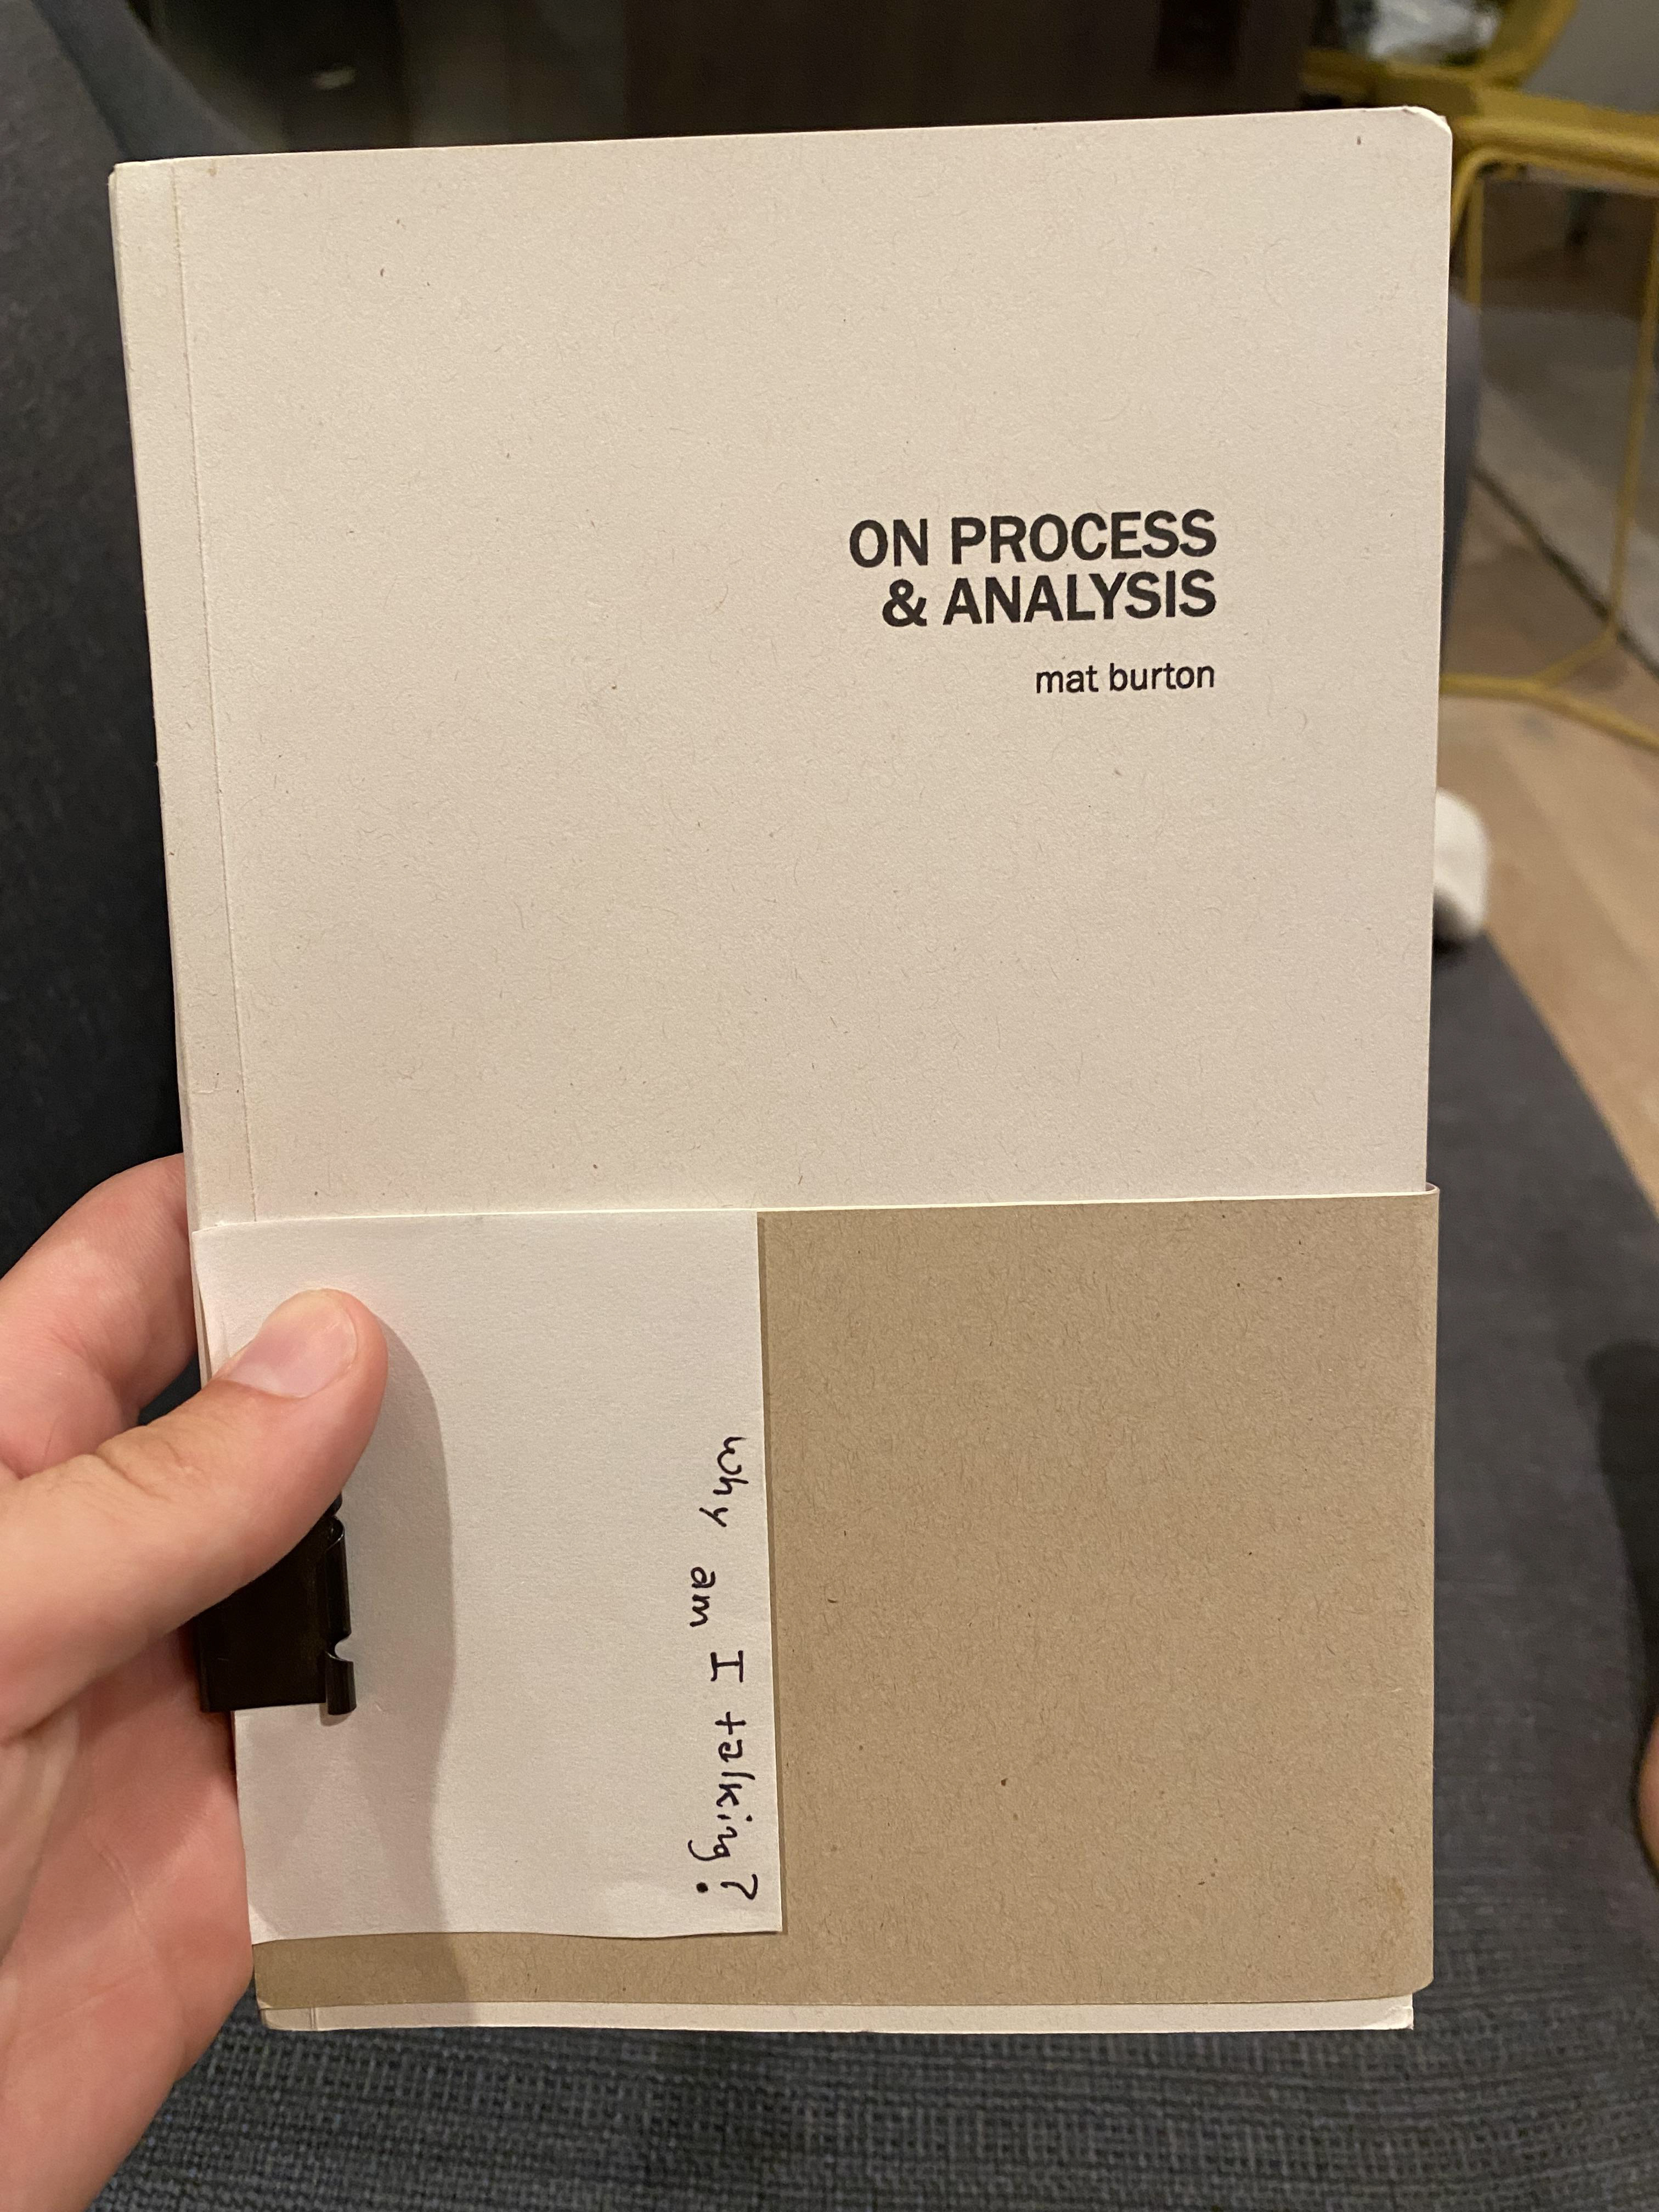 ON PROCESS
& ANALYSIS
mat burton
why am I talking?